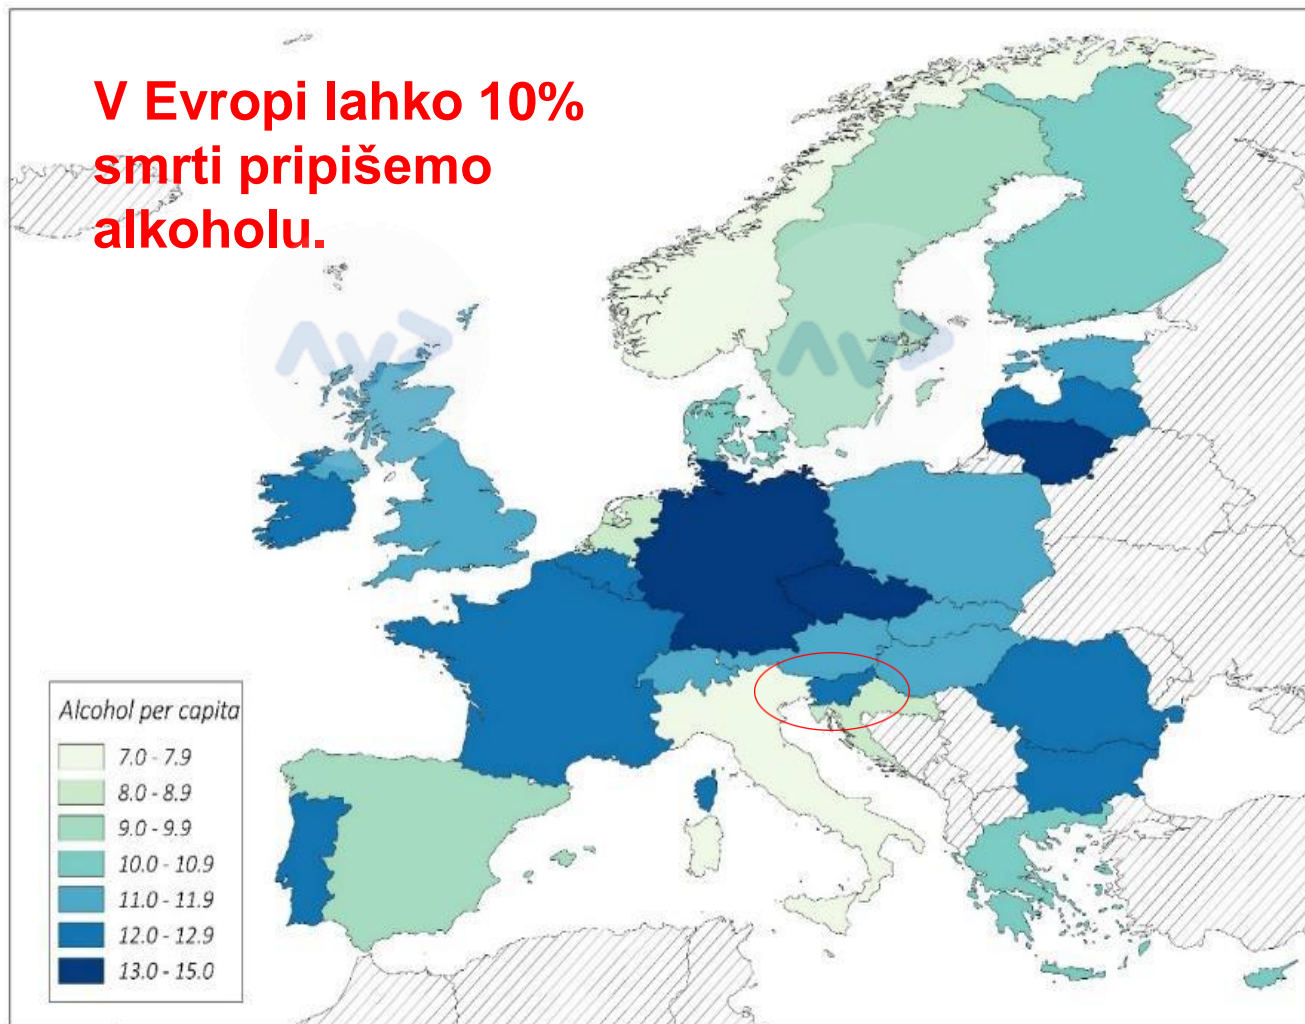 V Evropi lahko 10%
smrti pripišemo
alkoholu.
Alcohol per capita
7.0 - 7.9
8.0 - 8.9
9.0 - 9.9
10.0 - 10.9
11.0 - 11.9
12.0 - 12.9
13.0 - 15.0